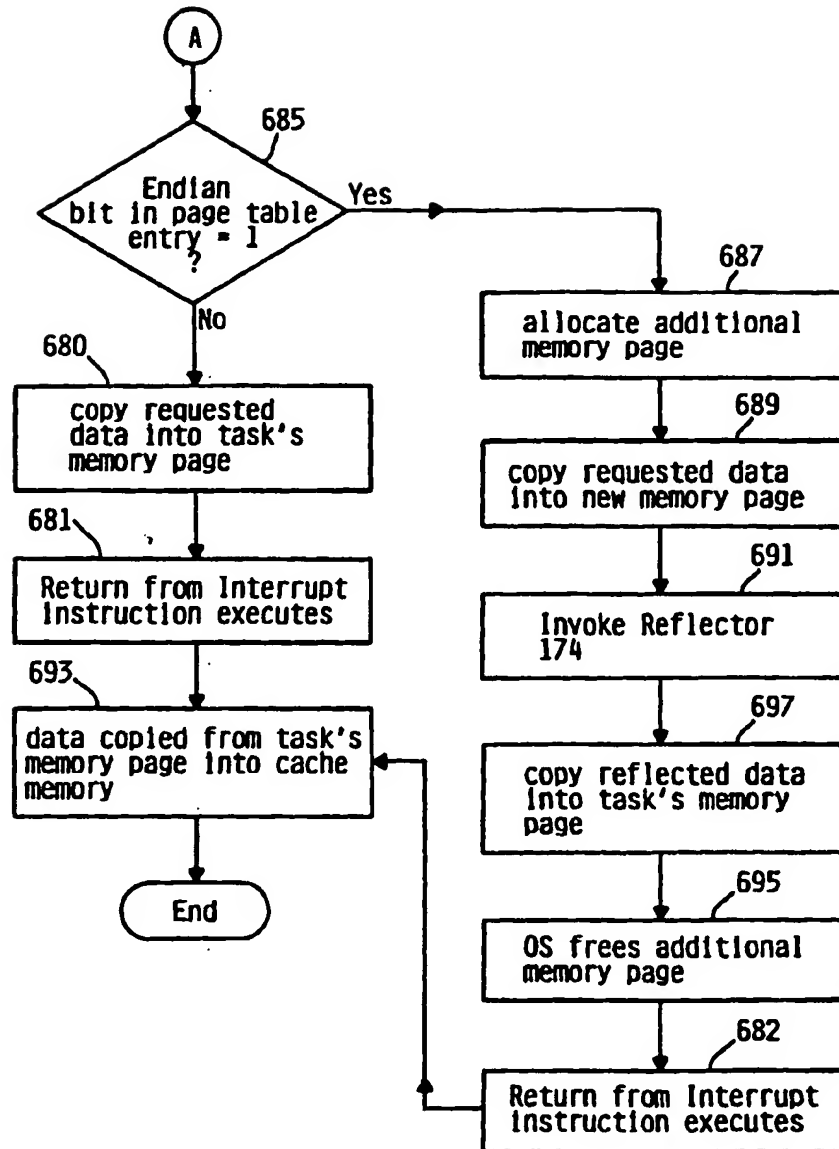 A
685
Endian
bit in page table
entry = 1
?
Yes
No
680
copy requested
data into task's
memory page
681
Return from Interrupt
instruction executes
693
data copied from task's
memory page into cache
memory
End
687
allocate additional
memory page
689
copy requested data
into new memory page
691
Invoke Reflector
174
697
copy reflected data
into task's memory
page
695
OS frees additional
memory page
682
Return from Interrupt
instruction executes